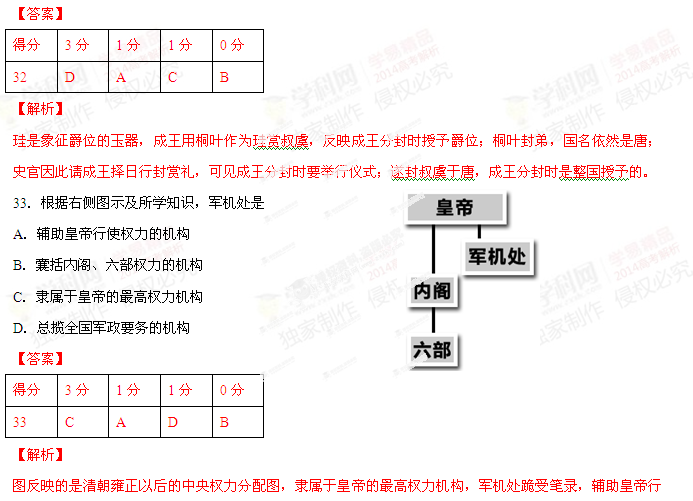 【答案】
得分 3分 1分 1分 0分
32 D A C B
【解析】
珪是象征爵位的玉器，成王用桐叶作为珪赏叔虞，反映成王分封时授予爵位；桐叶封弟，国名依然是唐；
史官因此请成王择日行封赏礼，可见成王分封时要举行仪式；遂封叔虞于唐，成王分封时是整国授予的。
33．根据右侧图示及所学知识，军机处是
A．辅助皇帝行使权力的机构
B．囊括内阁、六部权力的机构
C．隶属于皇帝的最高权力机构
D．总揽全国军政要务的机构
皇帝
军机处
内阁
六部
【答案】
得分 3分 1分 1分 0分
33 C A D B
【解析】
图反映的是清朝雍正以后的中央权力分配图，隶属于皇帝的最高权力机构，军机处跪受笔录，辅助皇帝行